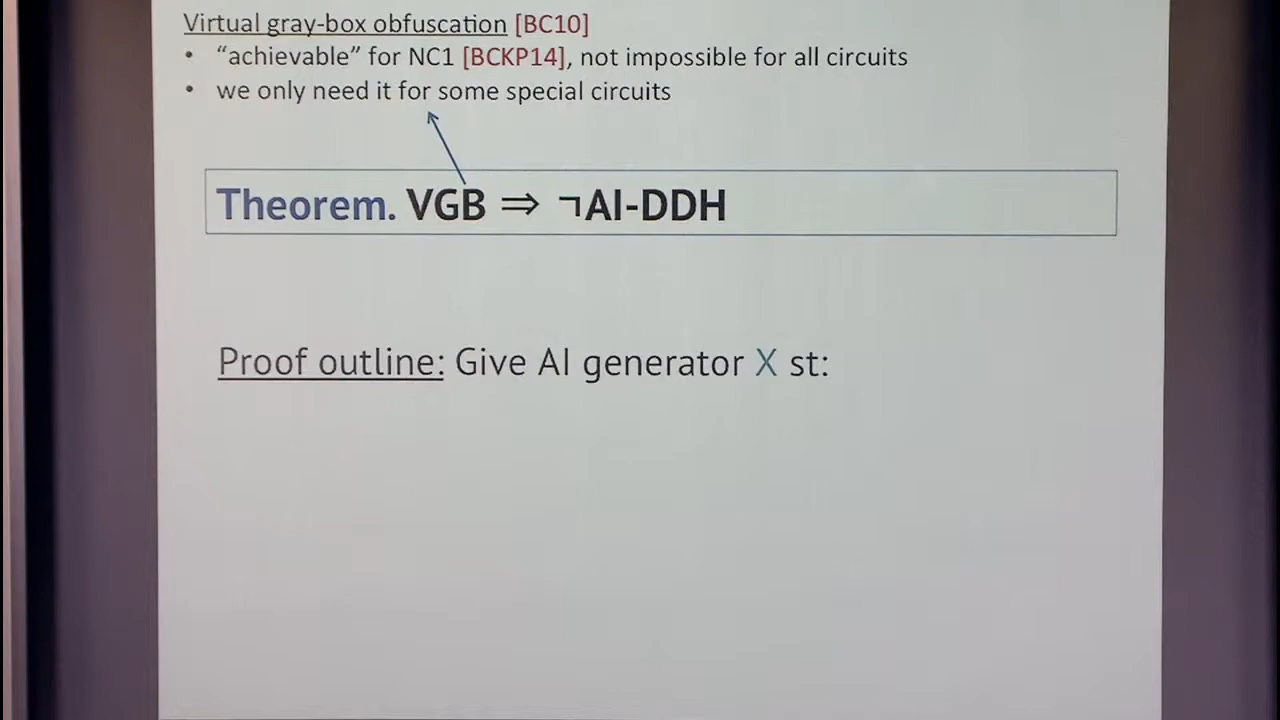 Virtual gray-box obfuscation [BC10]
• “achievable” for NC1 [BCKP14], not impossible for all circuits
• we only need it for some special circuits
Theorem. VGB ⇒ ¬AI-DDH
Proof outline: Give AI generator X st: